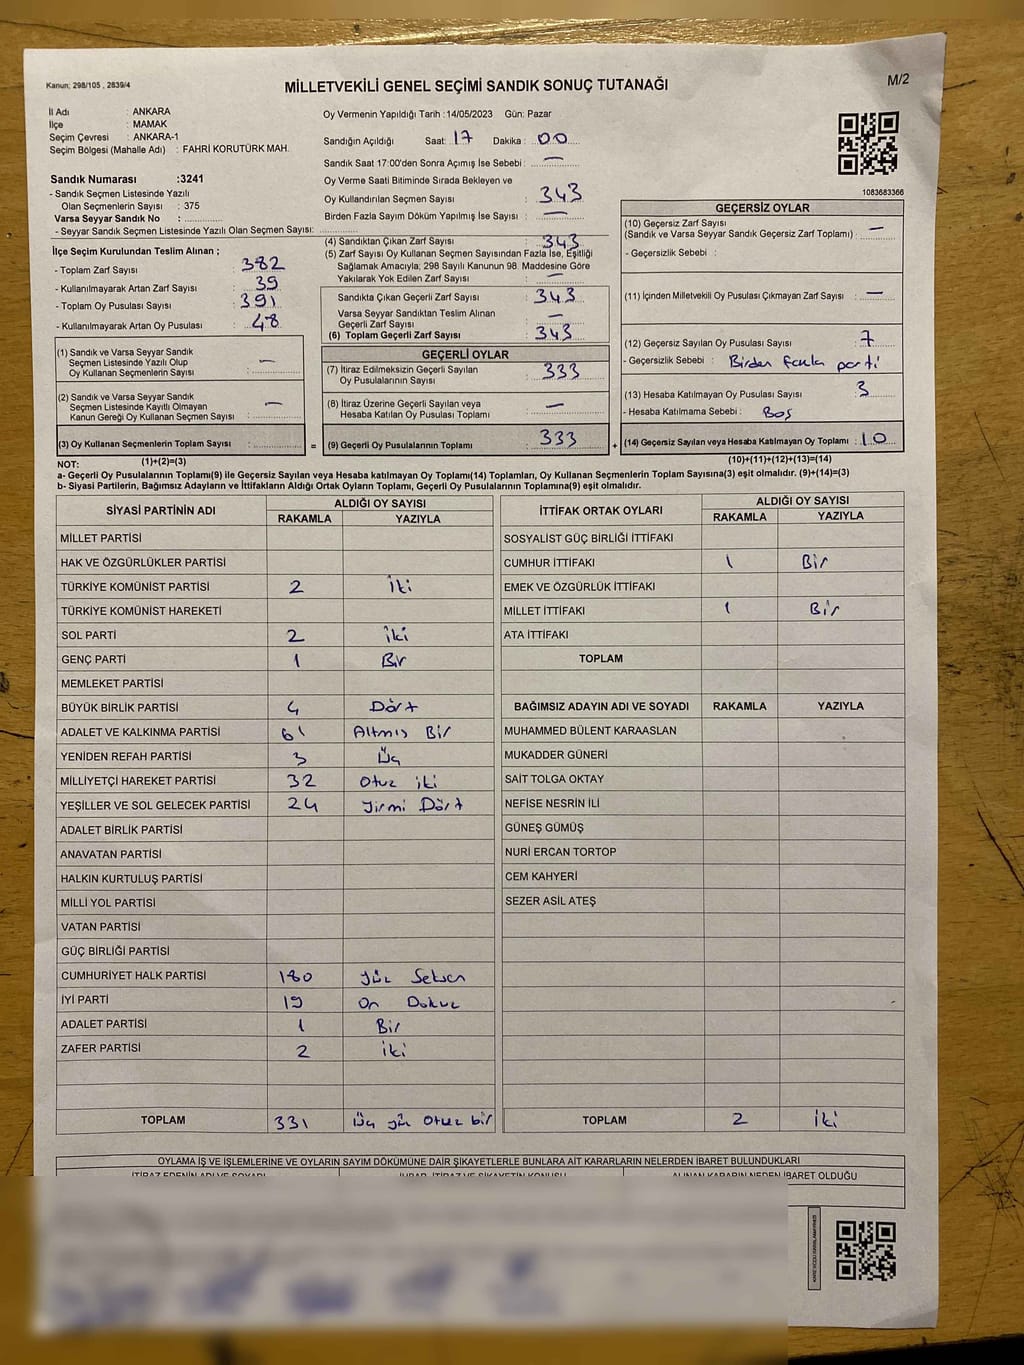 Kanun; 298/105 , 2839/4
MİLLETVEKİLİ GENEL SEÇİMİ SANDIK SONUÇ TUTANAĞI
M/2
İl Adı : ANKARA
İlçe : MAMAK
Seçim Çevresi : ANKARA-1
Seçim Bölgesi (Mahalle Adı) : FAHRİ KORUTÜRK MAH.
Sandık Numarası :3241
- Sandık Seçmen Listesinde Yazılı
Olan Seçmenlerin Sayısı : 375
Varsa Seyyar Sandık No :
- Seyyar Sandık Seçmen Listesinde Yazılı Olan Seçmen Sayısı:
İlçe Seçim Kurulundan Teslim Alınan ;
- Toplam Zarf Sayısı : 382
- Kullanılmayarak Artan Zarf Sayısı : 39
- Toplam Oy Pusulası Sayısı : 391
- Kullanılmayarak Artan Oy Pusulası : 48
(1) Sandık ve Varsa Seyyar Sandık
Seçmen Listesinde Yazılı Olup
Oy Kullanan Seçmenlerin Sayısı : —
(2) Sandık ve Varsa Seyyar Sandık
Seçmen Listesinde Kayıtlı Olmayan
Kanun Gereği Oy Kullanan Seçmen Sayısı : —
(3) Oy Kullanan Seçmenlerin Toplam Sayısı :
(1)+(2)=(3)
Oy Vermenin Yapıldığı Tarih :14/05/2023 Gün: Pazar
Sandığın Açıldığı Saat: 17 Dakika : 00
Sandık Saat 17:00'den Sonra Açımış İse Sebebi : —
Oy Verme Saati Bitiminde Sırada Bekleyen ve
Oy Kullandırılan Seçmen Sayısı : 343
Birden Fazla Sayım Döküm Yapılmış İse Sayısı : —
(4) Sandıktan Çıkan Zarf Sayısı : 343
(5) Zarf Sayısı Oy Kullanan Seçmen Sayısından Fazla İse, Eşitliği
Sağlamak Amacıyla; 298 Sayılı Kanunun 98. Maddesine Göre
Yakılarak Yok Edilen Zarf Sayısı : —
Sandıkta Çıkan Geçerli Zarf Sayısı : 343
Varsa Seyyar Sandıktan Teslim Alınan
Geçerli Zarf Sayısı : —
(6) Toplam Geçerli Zarf Sayısı : 343
GEÇERLİ OYLAR
(7) İtiraz Edilmeksizin Geçerli Sayılan
Oy Pusulalarının Sayısı : 333
(8) İtiraz Üzerine Geçerli Sayılan veya
Hesaba Katılan Oy Pusulası Toplamı : —
= (9) Geçerli Oy Pusulalarının Toplamı : 333 +
1083683366
GEÇERSİZ OYLAR
(10) Geçersiz Zarf Sayısı
(Sandık ve Varsa Seyyar Sandık Geçersiz Zarf Toplamı) : —
- Geçersizlik Sebebi :
(11) İçinden Milletvekili Oy Pusulası Çıkmayan Zarf Sayısı : —
(12) Geçersiz Sayılan Oy Pusulası Sayısı : 7
- Geçersizlik Sebebi : Birden fazla parti
(13) Hesaba Katılmayan Oy Pusulası Sayısı : 3
- Hesaba Katılmama Sebebi : Boş
(14) Geçersiz Sayılan veya Hesaba Katılmayan Oy Toplamı : 10
(10)+(11)+(12)+(13)=(14)
NOT:
a- Geçerli Oy Pusulalarının Toplamı(9) ile Geçersiz Sayılan veya Hesaba katılmayan Oy Toplamı(14) Toplamları, Oy Kullanan Seçmenlerin Toplam Sayısına(3) eşit olmalıdır. (9)+(14)=(3)
b- Siyasi Partilerin, Bağımsız Adayların ve İttifakların Aldığı Ortak Oyların Toplamı, Geçerli Oy Pusulalarının Toplamına(9) eşit olmalıdır.
SİYASİ PARTİNİN ADI ALDIĞI OY SAYISI
RAKAMLA YAZIYLA
MİLLET PARTİSİ
HAK VE ÖZGÜRLÜKLER PARTİSİ
TÜRKİYE KOMÜNİST PARTİSİ 2 İki
TÜRKİYE KOMÜNİST HAREKETİ
SOL PARTİ 2 İki
GENÇ PARTİ 1 Bir
MEMLEKET PARTİSİ
BÜYÜK BİRLİK PARTİSİ 4 Dört
ADALET VE KALKINMA PARTİSİ 61 Altmış Bir
YENİDEN REFAH PARTİSİ 3 Üç
MİLLİYETÇİ HAREKET PARTİSİ 32 Otuz iki
YEŞİLLER VE SOL GELECEK PARTİSİ 24 Yirmi Dört
ADALET BİRLİK PARTİSİ
ANAVATAN PARTİSİ
HALKIN KURTULUŞ PARTİSİ
MİLLİ YOL PARTİSİ
VATAN PARTİSİ
GÜÇ BİRLİĞİ PARTİSİ
CUMHURİYET HALK PARTİSİ 180 Yüz Seksen
İYİ PARTİ 19 On Dokuz
ADALET PARTİSİ 1 Bir
ZAFER PARTİSİ 2 İki
TOPLAM 331 Üç yüz Otuz bir
İTTİFAK ORTAK OYLARI ALDIĞI OY SAYISI
RAKAMLA YAZIYLA
SOSYALIST GÜÇ BİRLİĞİ İTTİFAKI
CUMHUR İTTİFAKI 1 Bir
EMEK VE ÖZGÜRLÜK İTTİFAKI
MİLLET İTTİFAKI 1 Bir
ATA İTTİFAKI
TOPLAM
BAĞIMSIZ ADAYIN ADI VE SOYADI RAKAMLA YAZIYLA
MUHAMMED BÜLENT KARAASLAN
MUKADDER GÜNERİ
SAİT TOLGA OKTAY
NEFİSE NESRİN İLİ
GÜNEŞ GÜMÜŞ
NURİ ERCAN TORTOP
CEM KAHYERİ
SEZER ASİL ATEŞ
TOPLAM 2 İki
OYLAMA İŞ VE İŞLEMLERİNE VE OYLARIN SAYIM DÖKÜMÜNE DAİR ŞİKAYETLERLE BUNLARA AİT KARARLARIN NELERDEN İBARET BULUNDUKLARI
İTİRAZ EDENİN ADI VE SOYADI İHBAR, İTİRAZ VE ŞİKAYETİN KONUSU ALINAN KARARIN NEDEN İBARET OLDUĞU